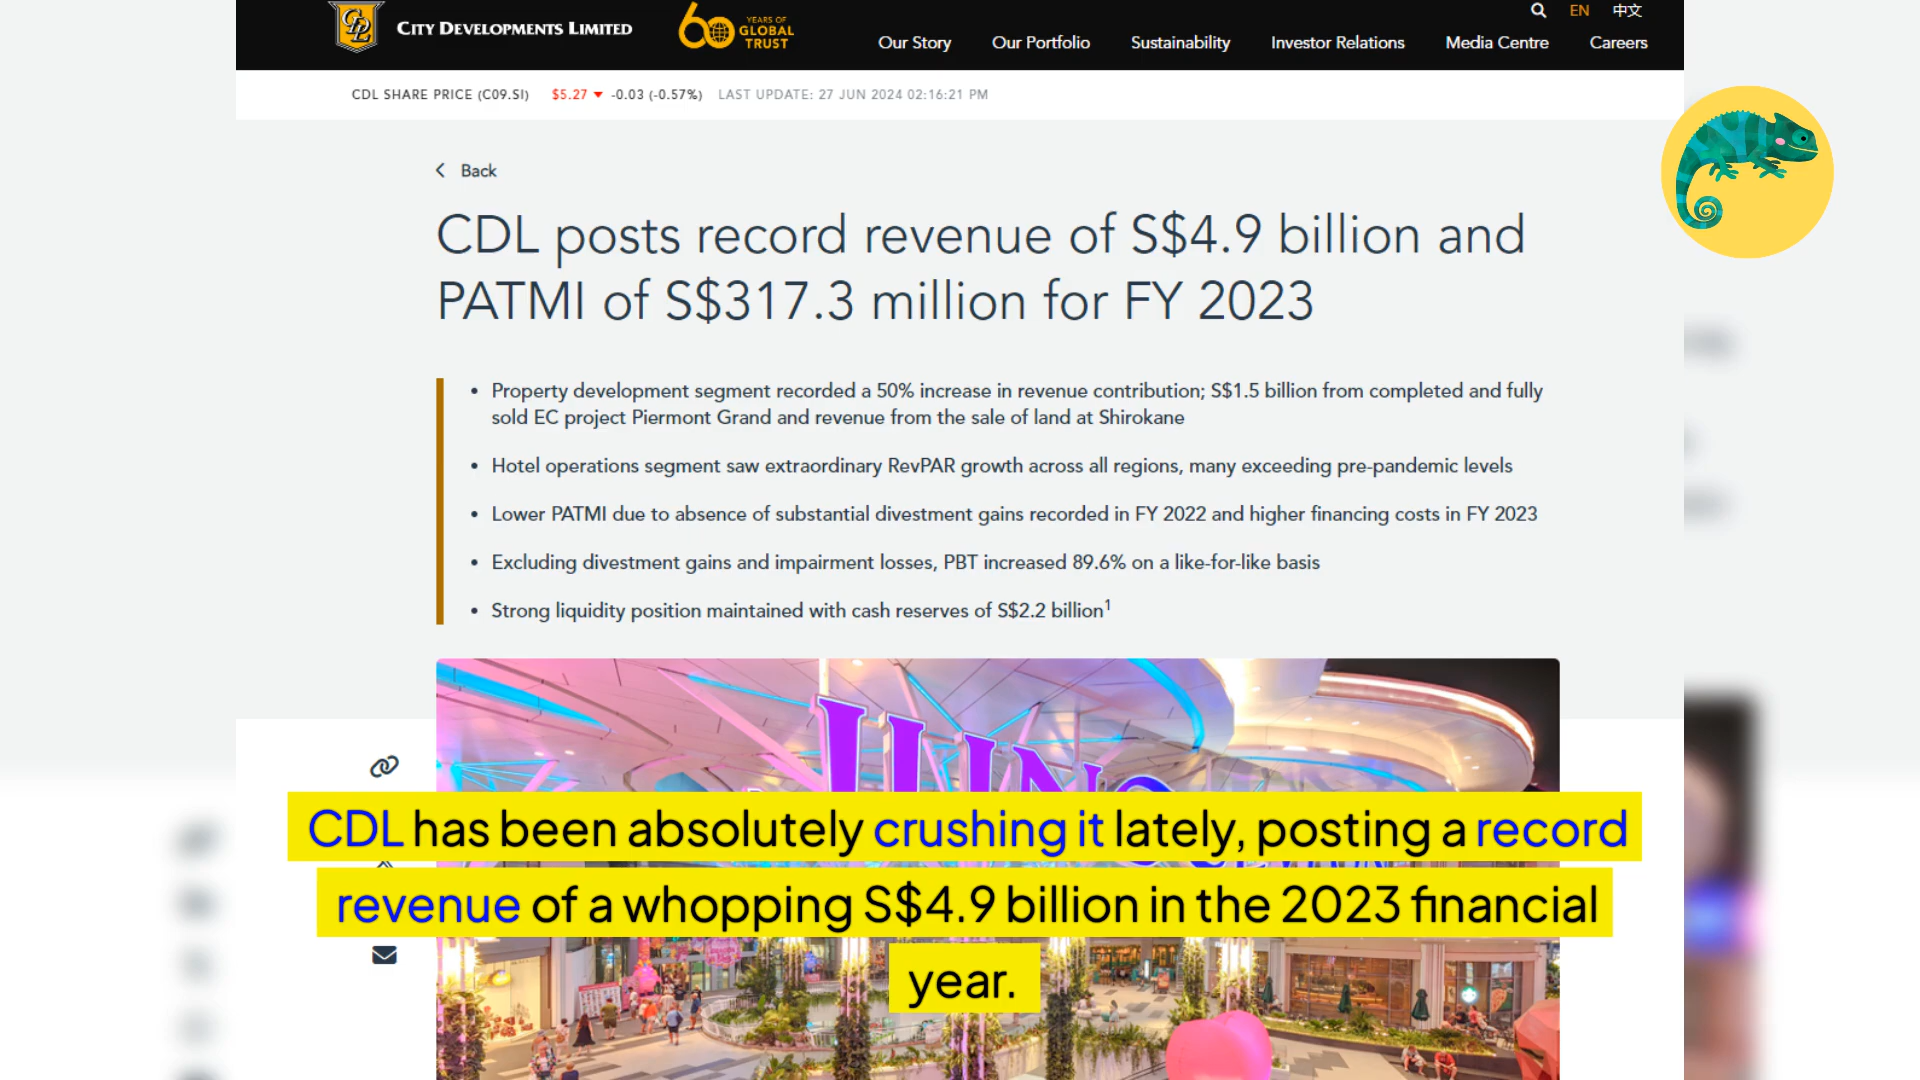 CDL
CITY DEVELOPMENTS LIMITED
60 YEARS OF
GLOBAL
TRUST
EN 中文
Our Story Our Portfolio Sustainability Investor Relations Media Centre Careers
CDL SHARE PRICE (C09.SI) $5.27 -0.03 (-0.57%) LAST UPDATE: 27 JUN 2024 02:16:21 PM
Back
CDL posts record revenue of S$4.9 billion and
PATMI of S$317.3 million for FY 2023
• Property development segment recorded a 50% increase in revenue contribution; S$1.5 billion from completed and fully
sold EC project Piermont Grand and revenue from the sale of land at Shirokane
• Hotel operations segment saw extraordinary RevPAR growth across all regions, many exceeding pre-pandemic levels
• Lower PATMI due to absence of substantial divestment gains recorded in FY 2022 and higher financing costs in FY 2023
• Excluding divestment gains and impairment losses, PBT increased 89.6% on a like-for-like basis
• Strong liquidity position maintained with cash reserves of S$2.2 billion1
CDL has been absolutely crushing it lately, posting a record
revenue of a whopping S$4.9 billion in the 2023 financial
year.